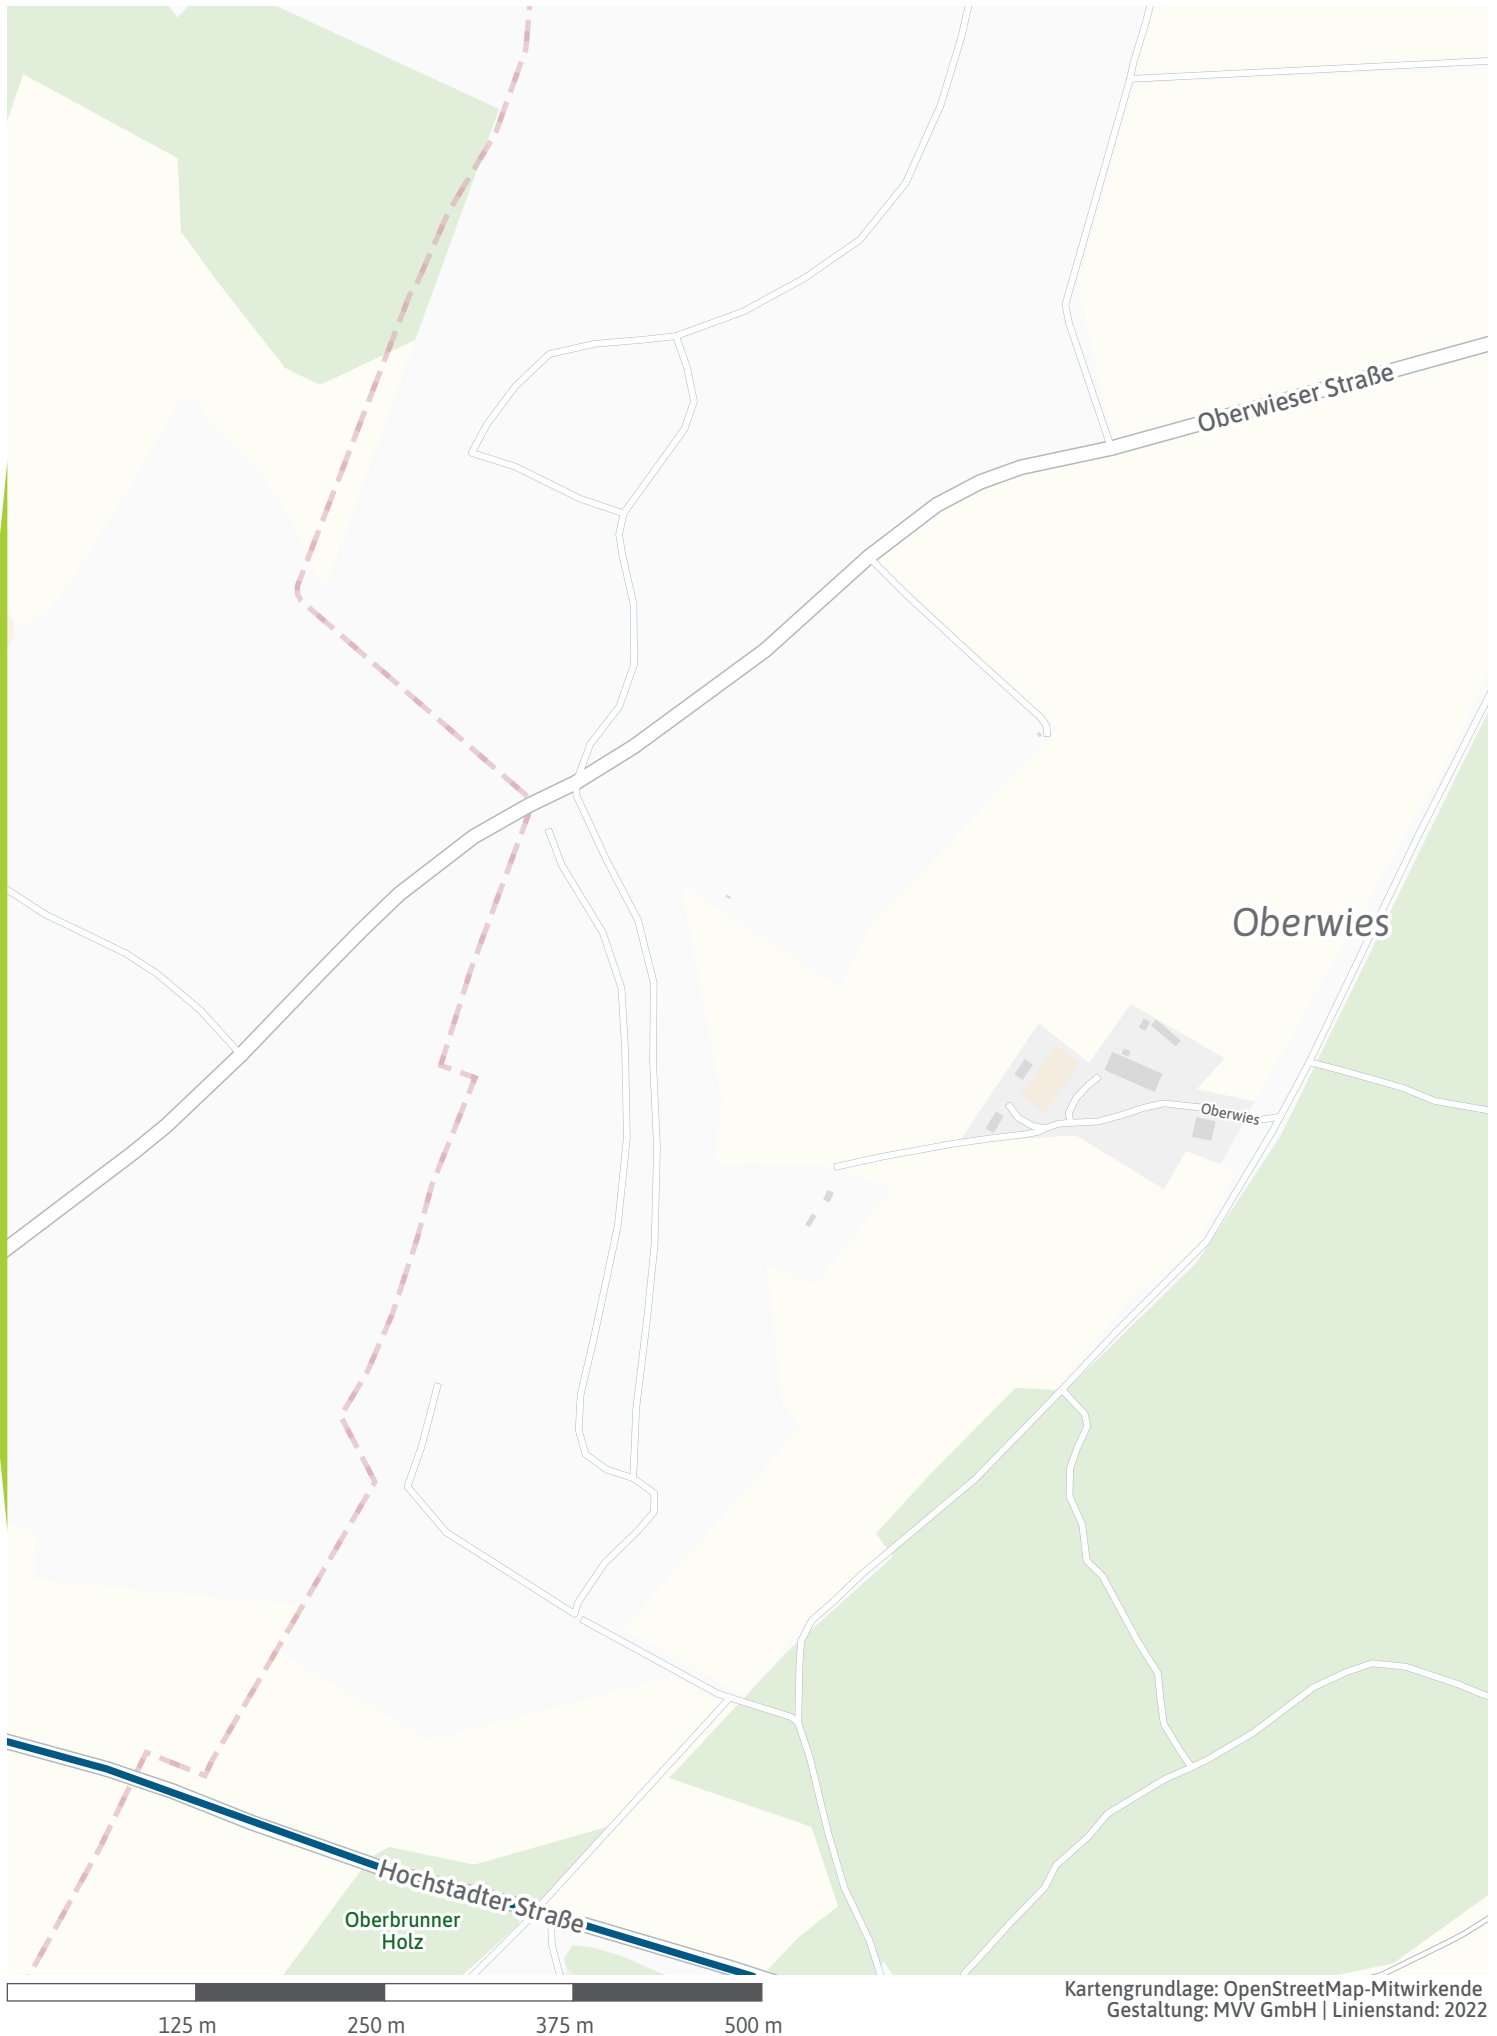 Oberwieser Straße
Oberwies
Oberwies
Hochstadter Straße
Oberbrunner
Holz
125 m
250 m
375 m
500 m
Kartengrundlage: OpenStreetMap-Mitwirkende
Gestaltung: MVV GmbH | Linienstand: 2022